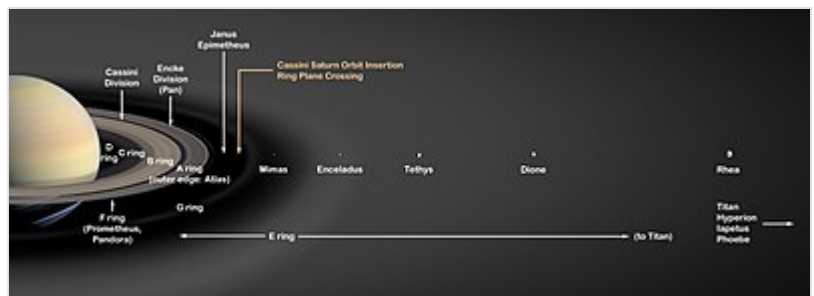 Janus
Epimetheus
Cassini Saturn Orbit Insertion
Ring Plane Crossing
Cassini
Division
Encke
Division
(Pan)
D
ring
C ring
B ring
A ring
(outer edge: Atlas)
Mimas
Enceladus
Tethys
Dione
Rhea
G ring
F ring
(Prometheus,
Pandora)
E ring
(to Titan)
Titan
Hyperion
Iapetus
Phoebe